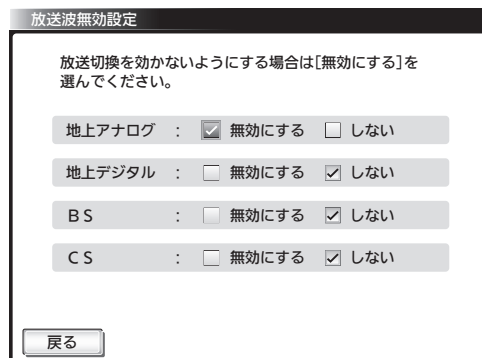 放送波無効設定
放送切換を効かないようにする場合は[無効にする]を
選んでください。
地上アナログ : 無効にする しない
地上デジタル : 無効にする しない
BS : 無効にする しない
CS : 無効にする しない
戻る